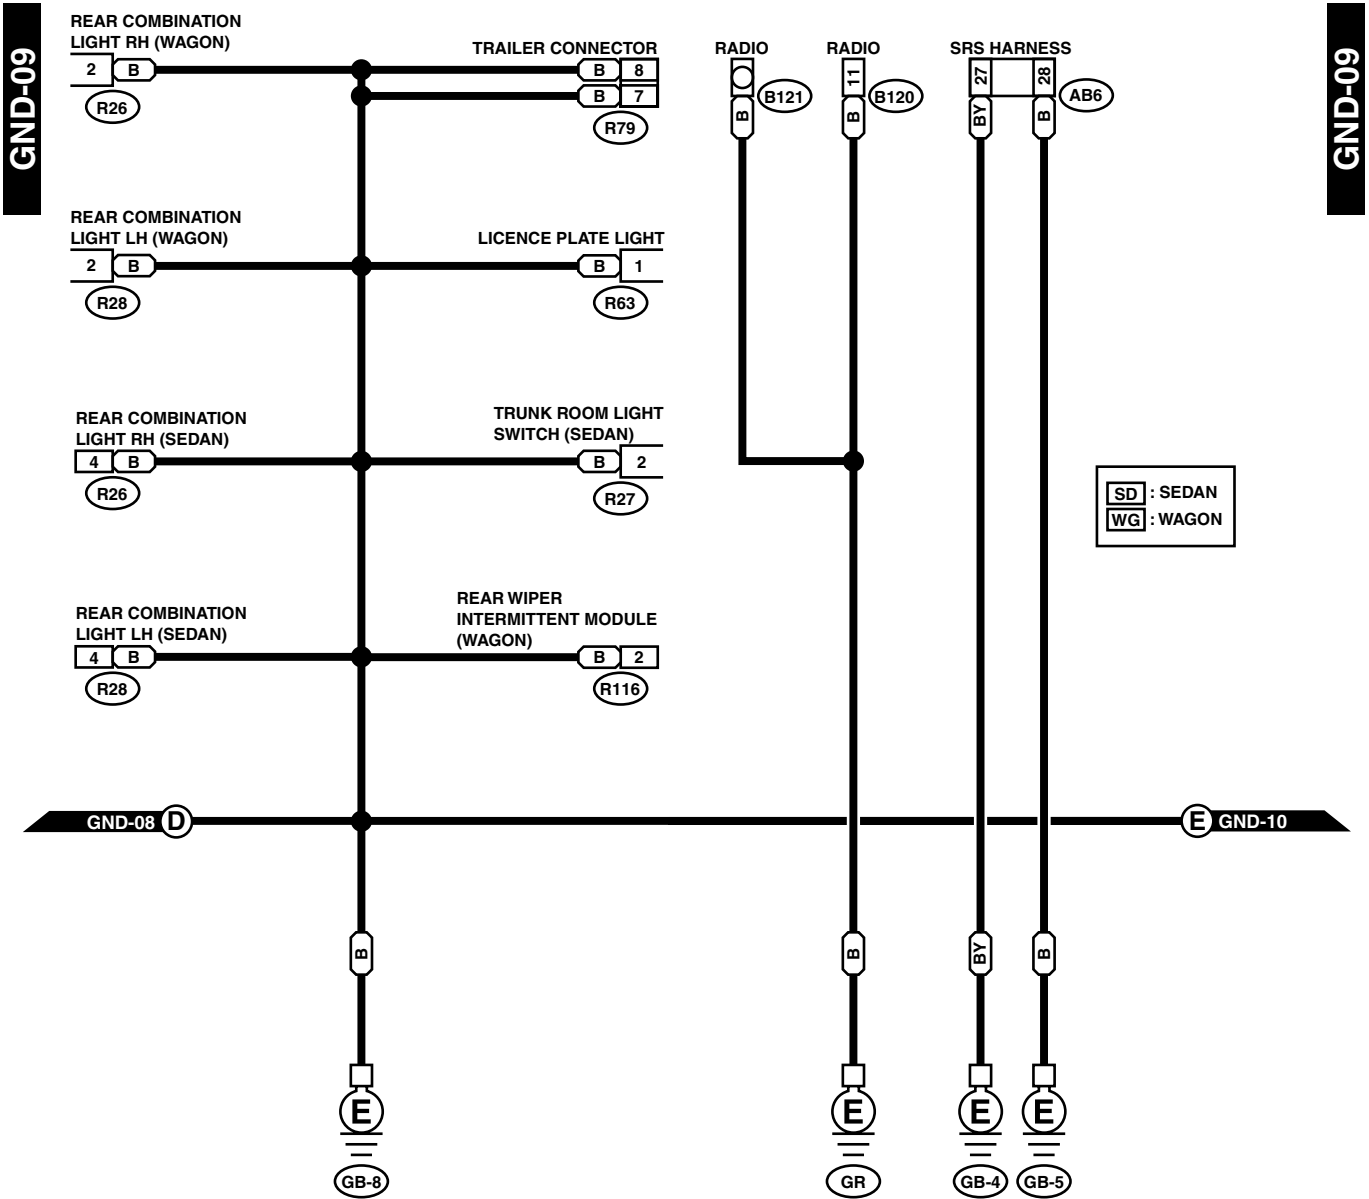 GND-09
GND-09
REAR COMBINATION
LIGHT RH (WAGON)
2 B
R26
TRAILER CONNECTOR
B 8
B 7
R79
RADIO
B121
B
RADIO
11
B120
B
SRS HARNESS
27 28
AB6
BY B
REAR COMBINATION
LIGHT LH (WAGON)
2 B
R28
LICENCE PLATE LIGHT
B 1
R63
REAR COMBINATION
LIGHT RH (SEDAN)
4 B
R26
TRUNK ROOM LIGHT
SWITCH (SEDAN)
B 2
R27
SD : SEDAN
WG : WAGON
REAR COMBINATION
LIGHT LH (SEDAN)
4 B
R28
REAR WIPER
INTERMITTENT MODULE
(WAGON)
B 2
R116
GND-08 D
E GND-10
B
B
BY
B
E
E
E
E
GB-8
GR
GB-4
GB-5